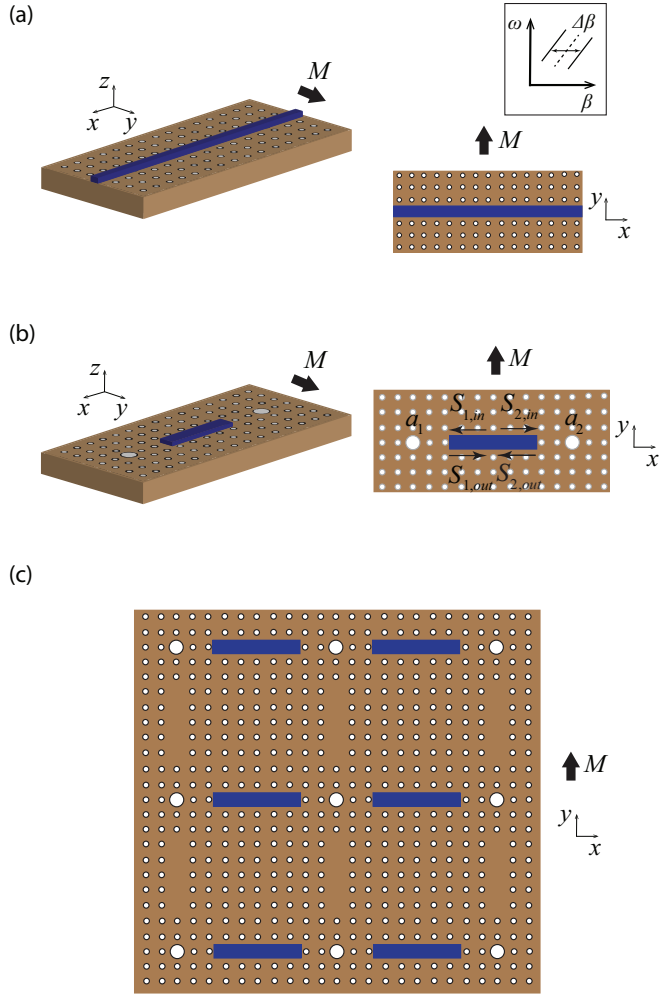 (a)
z
x y
M
ω
Δβ
β
M
y
x
(b)
z
x y
M
M
S1,in S2,in
a1 a2
S1,out S2,out
y
x
(c)
M
y
x